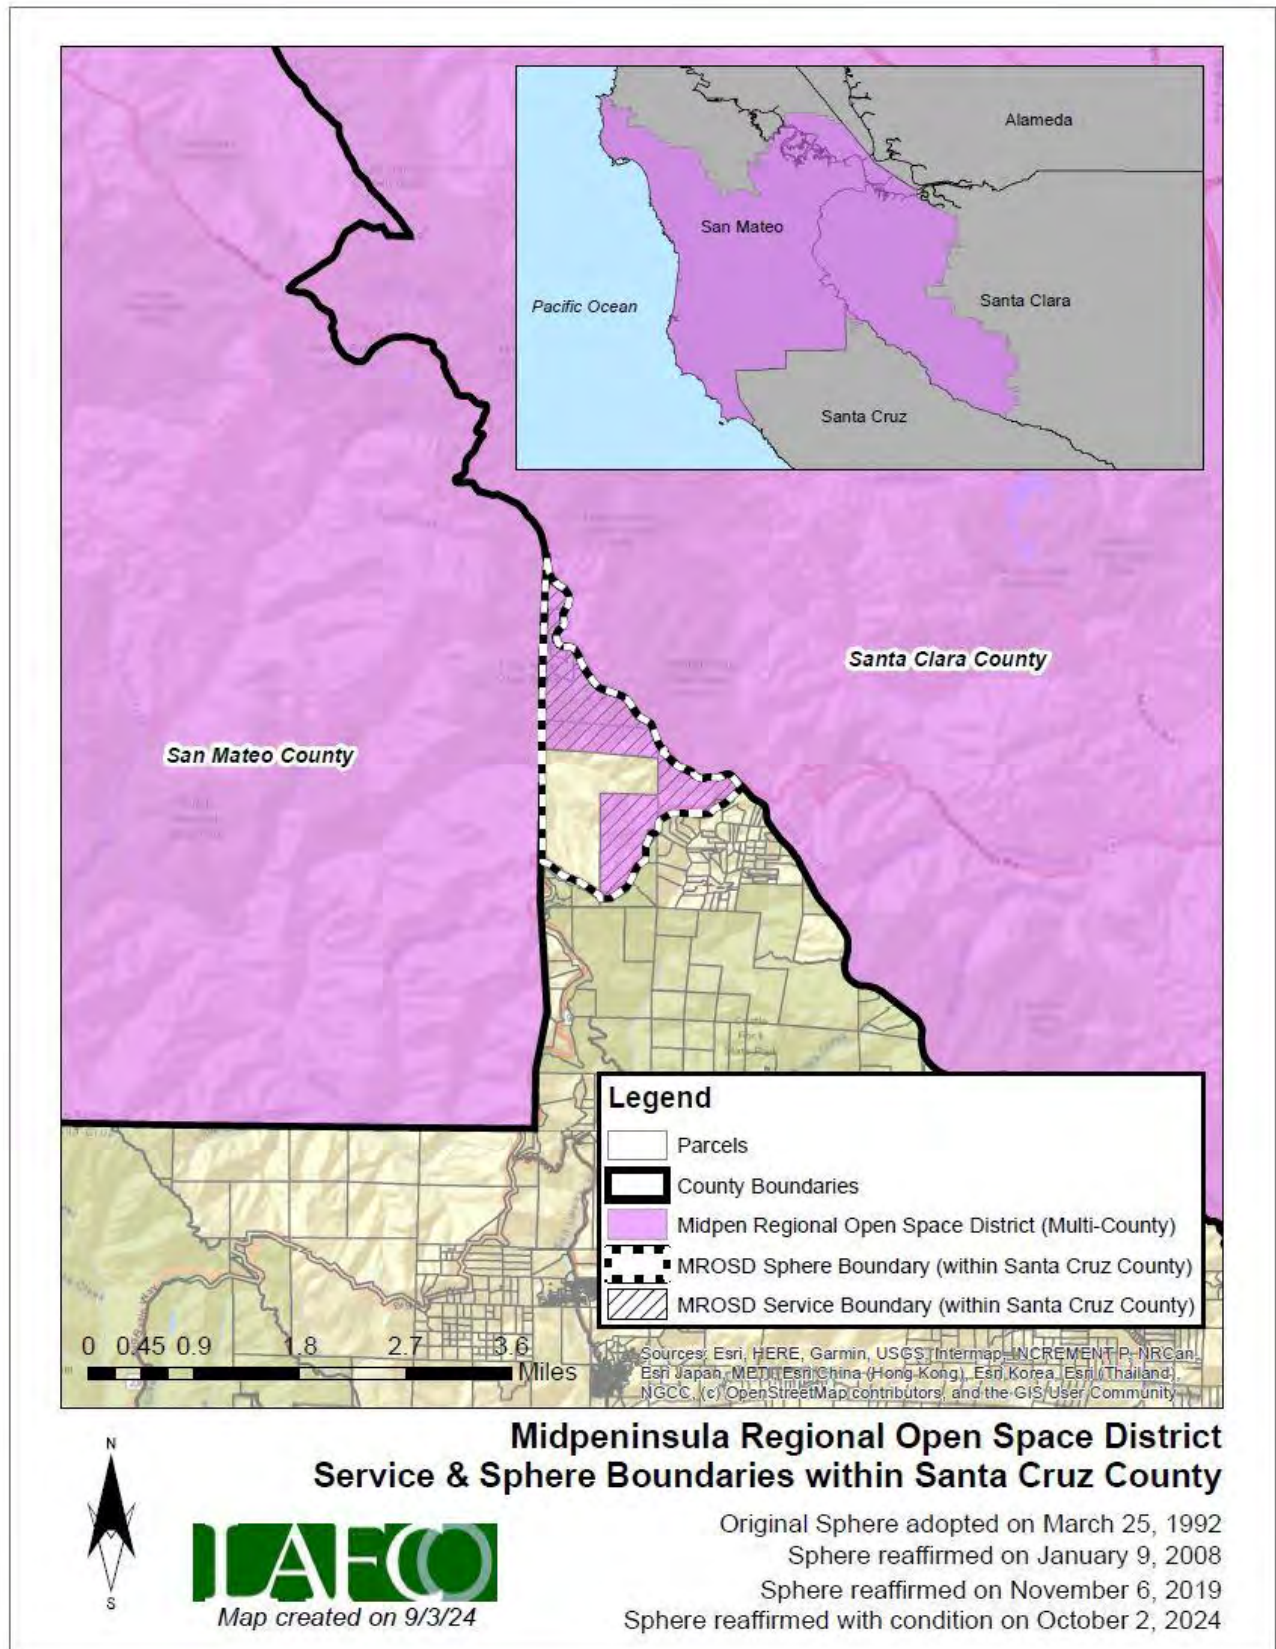 Alameda
San Mateo
Santa Clara
Pacific Ocean
Santa Cruz
Santa Clara County
San Mateo County
Legend
Parcels
County Boundaries
Midpen Regional Open Space District (Multi-County)
MROSD Sphere Boundary (within Santa Cruz County)
MROSD Service Boundary (within Santa Cruz County)
0 0.45 0.9 1.8 2.7 3.6
Miles
Sources: Esri, HERE, Garmin, USGS, Intermap, INCREMENT P, NRCan,
Esri Japan, METI, Esri China (Hong Kong), Esri Korea, Esri (Thailand),
NGCC, (c) OpenStreetMap contributors, and the GIS User Community
Midpeninsula Regional Open Space District
Service & Sphere Boundaries within Santa Cruz County
N
S
LAFCO
Map created on 9/3/24
Original Sphere adopted on March 25, 1992
Sphere reaffirmed on January 9, 2008
Sphere reaffirmed on November 6, 2019
Sphere reaffirmed with condition on October 2, 2024